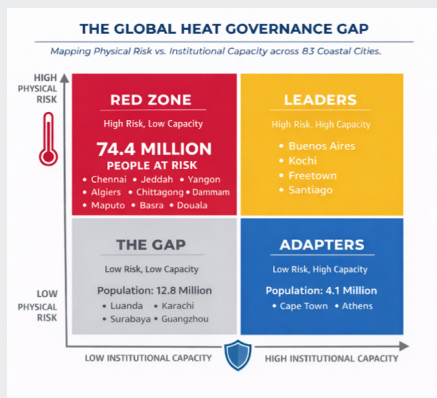 THE GLOBAL HEAT GOVERNANCE GAP
Mapping Physical Risk vs. Institutional Capacity across 83 Coastal Cities.
HIGH
PHYSICAL
RISK
RED ZONE
High Risk, Low Capacity
74.4 MILLION
PEOPLE AT RISK
• Chennai • Jeddah • Yangon
• Algiers • Chittagong • Dammam
• Maputo • Basra • Douala
LEADERS
High Risk, High Capacity
• Buenos Aires
• Kochi
• Freetown
• Santiago
THE GAP
Low Risk, Low Capacity
Population: 12.8 Million
• Luanda • Karachi
• Surabaya • Guangzhou
ADAPTERS
Low Risk, High Capacity
Population: 4.1 Million
• Cape Town • Athens
LOW
PHYSICAL
RISK
LOW INSTITUTIONAL CAPACITY
HIGH INSTITUTIONAL CAPACITY